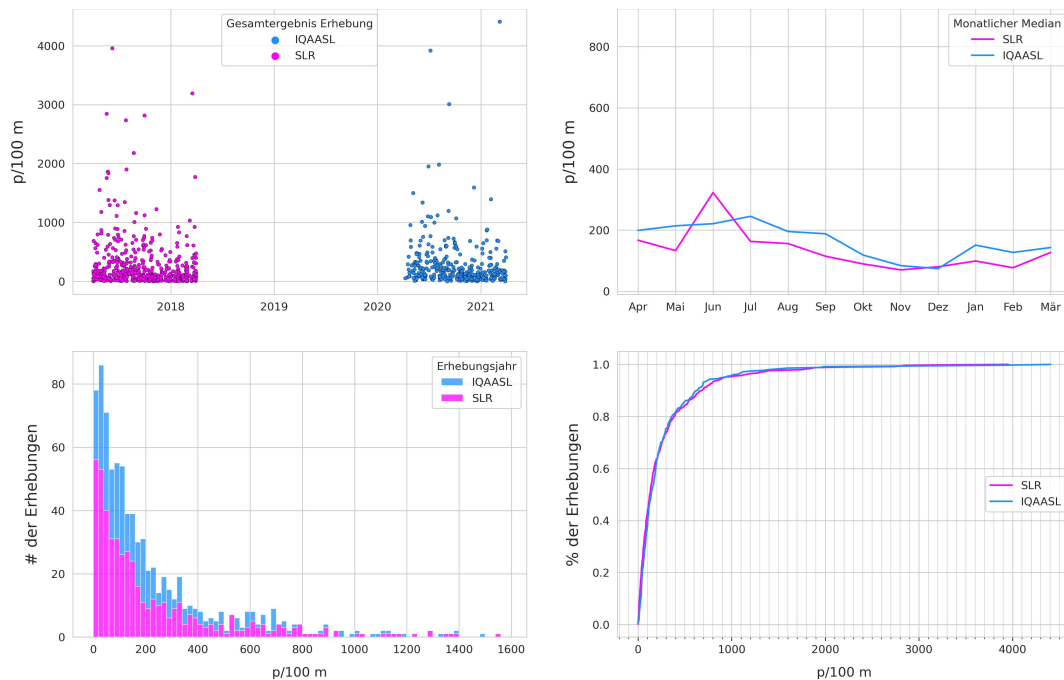 Gesamtergebnis Erhebung
IQAASL
SLR
p/100 m
4000
3000
2000
1000
0
2018
2019
2020
2021
Monatlicher Median
SLR
IQAASL
p/100 m
800
600
400
200
0
Apr
Mai
Jun
Jul
Aug
Sep
Okt
Nov
Dez
Jan
Feb
Mär
Erhebungsjahr
IQAASL
SLR
# der Erhebungen
80
60
40
20
0
0
200
400
600
800
1000
1200
1400
1600
p/100 m
SLR
IQAASL
% der Erhebungen
1.0
0.8
0.6
0.4
0.2
0.0
0
1000
2000
3000
4000
p/100 m